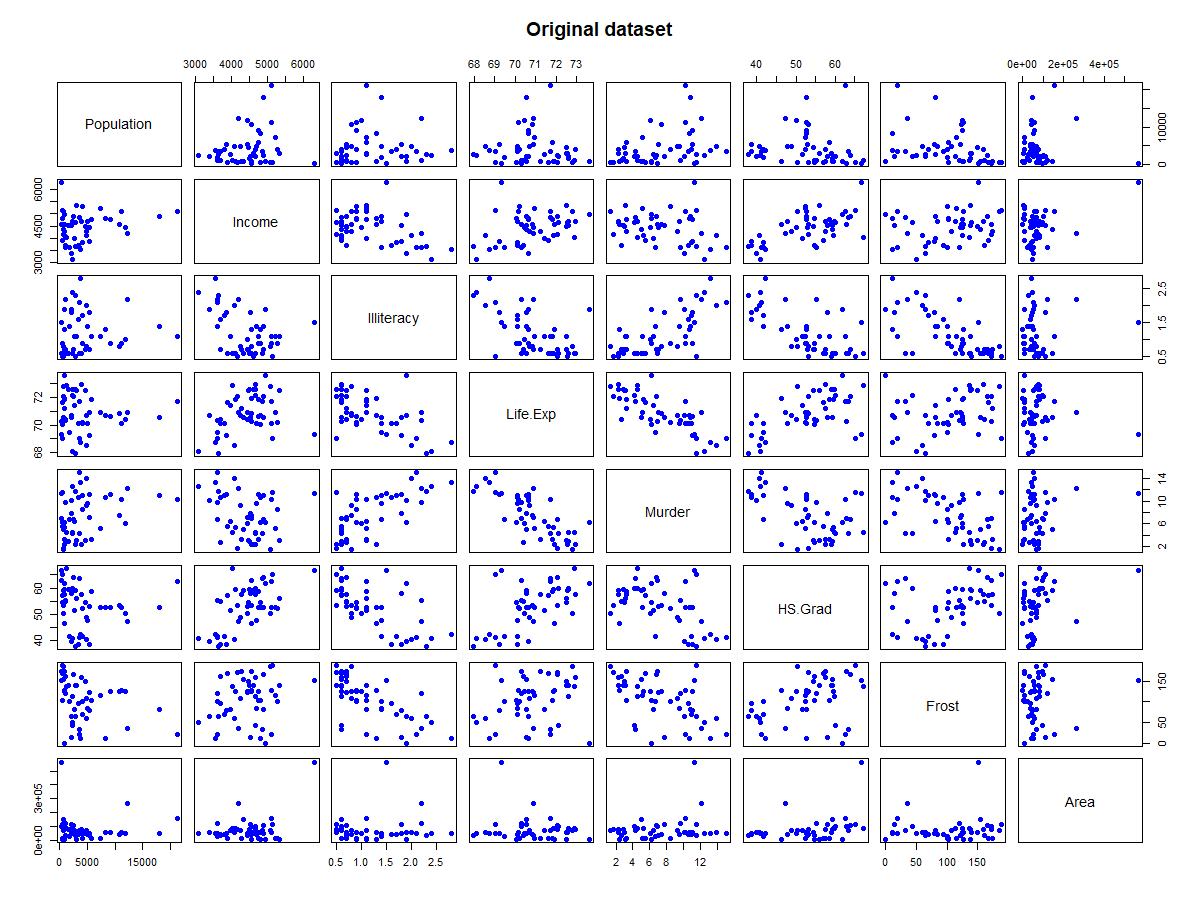 Original dataset
3000 4000 5000 6000
68 69 70 71 72 73
40 50 60
0e+00 2e+05 4e+05
Population
0 10000
3000 4500 6000
Income
Illiteracy
0.5 1.5 2.5
68 70 72
Life.Exp
Murder
2 6 10 14
40 50 60
HS.Grad
Frost
0 50 150
0e+00 3e+05
Area
0 5000 15000
0.5 1.0 1.5 2.0 2.5
2 4 6 8 12
0 50 100 150